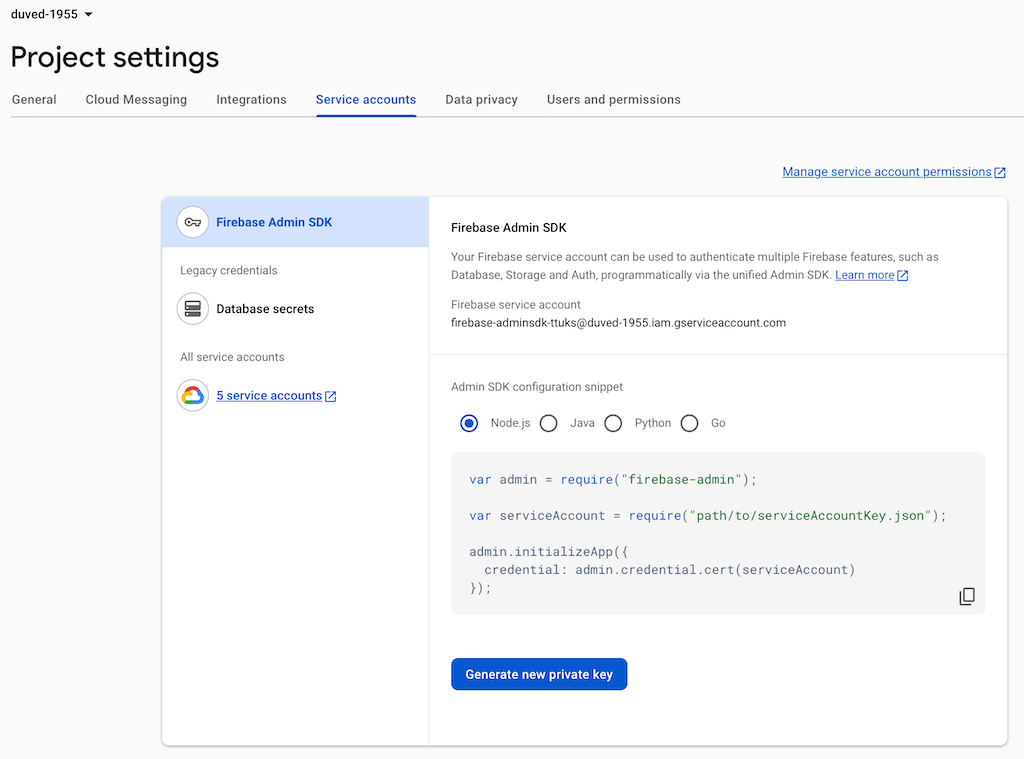 duved-1955
Project settings
General Cloud Messaging Integrations Service accounts Data privacy Users and permissions
Manage service account permissions
Firebase Admin SDK
Legacy credentials
Database secrets
All service accounts
5 service accounts
Firebase Admin SDK
Your Firebase service account can be used to authenticate multiple Firebase features, such as
Database, Storage and Auth, programmatically via the unified Admin SDK. Learn more
Firebase service account
firebase-adminsdk-ttuks@duved-1955.iam.gserviceaccount.com
Admin SDK configuration snippet
Node.js Java Python Go
var admin = require("firebase-admin");
var serviceAccount = require("path/to/serviceAccountKey.json");
admin.initializeApp({
  credential: admin.credential.cert(serviceAccount)
});
Generate new private key